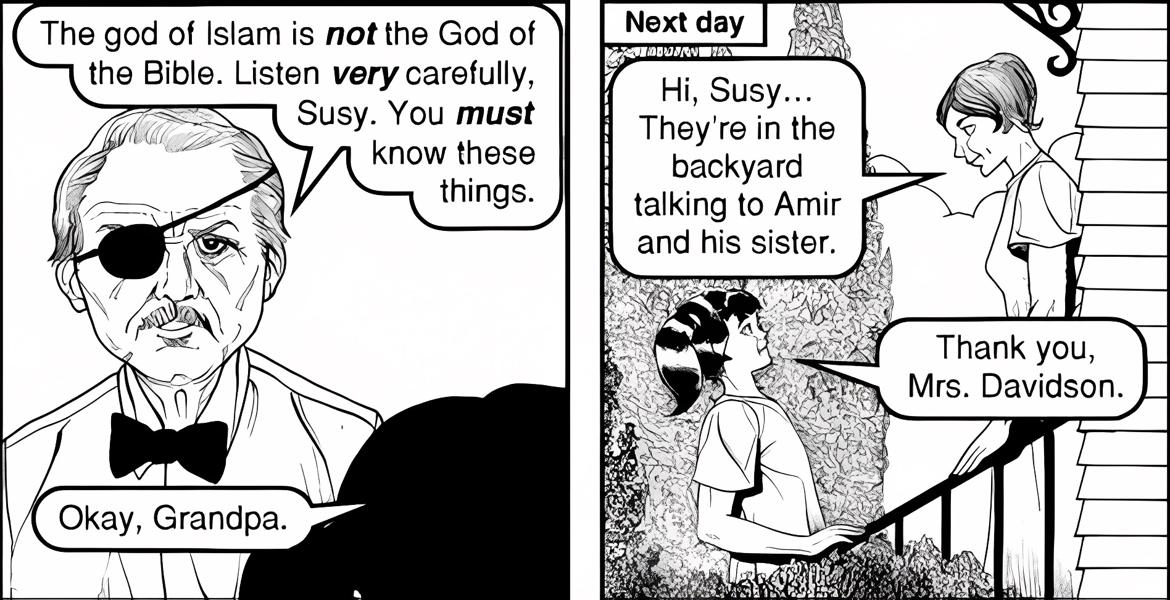 The god of Islam is not the God of
the Bible. Listen very carefully,
Susy. You must
know these
things.
Okay, Grandpa.
Next day
Hi, Susy...
They're in the
backyard
talking to Amir
and his sister.
Thank you,
Mrs. Davidson.